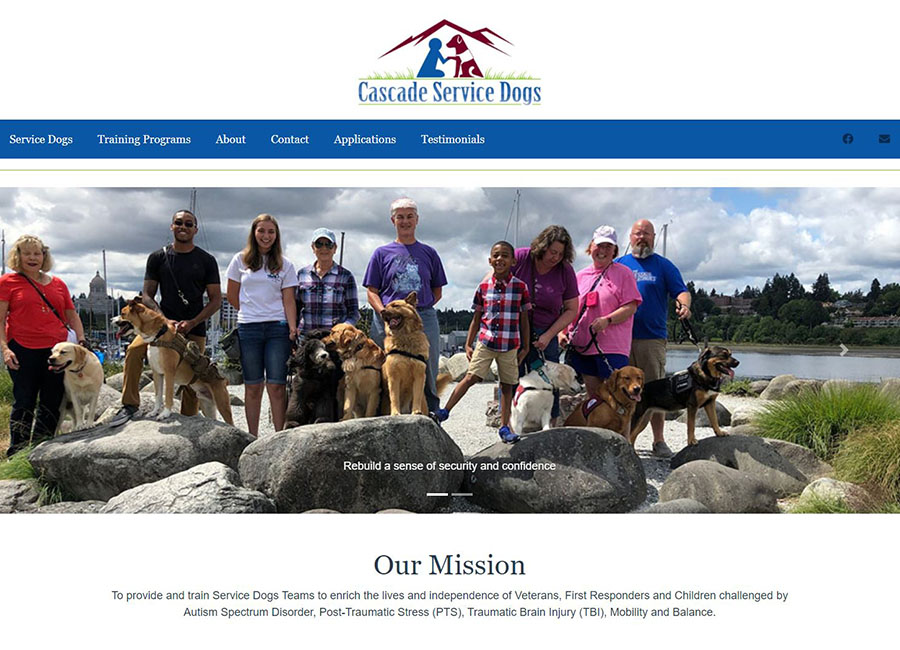 Cascade Service Dogs
Service Dogs Training Programs About Contact Applications Testimonials
Rebuild a sense of security and confidence
Our Mission
To provide and train Service Dogs Teams to enrich the lives and independence of Veterans, First Responders and Children challenged by
Autism Spectrum Disorder, Post-Traumatic Stress (PTS), Traumatic Brain Injury (TBI), Mobility and Balance.